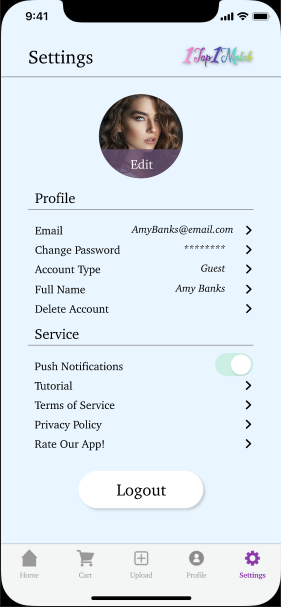 9:41
Settings
1Tap1Match
Edit
Profile
Email AmyBanks@email.com
Change Password ********
Account Type Guest
Full Name Amy Banks
Delete Account
Service
Push Notifications
Tutorial
Terms of Service
Privacy Policy
Rate Our App!
Logout
Home Cart Upload Profile Settings